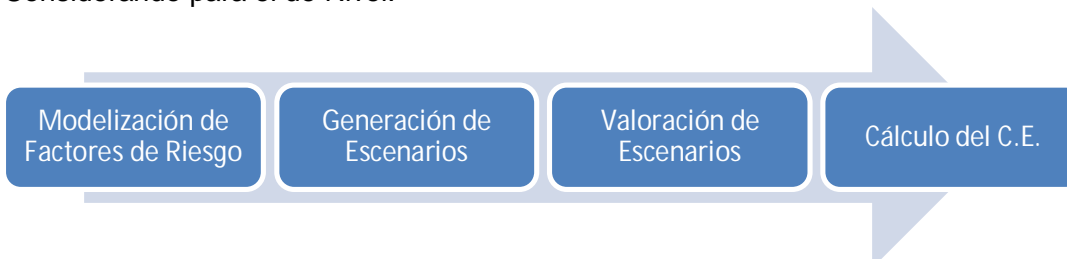 Modelización de
Factores de Riesgo
Generación de
Escenarios
Valoración de
Escenarios
Cálculo del C.E.